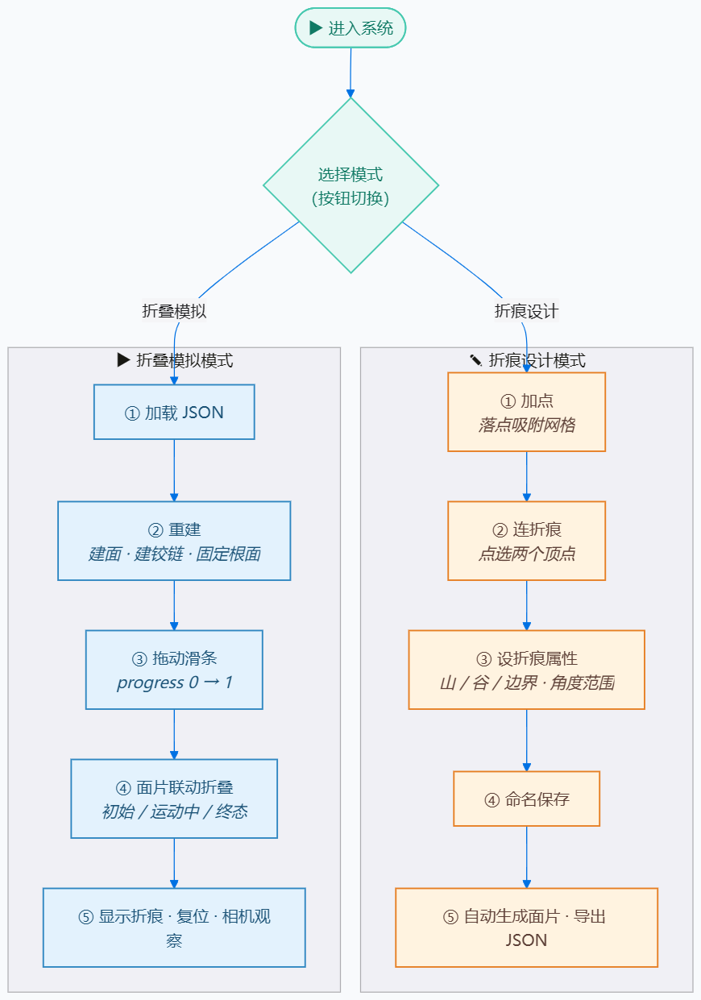 ▶ 进入系统
选择模式
(按钮切换)
折叠模拟
折痕设计
▶ 折叠模拟模式
① 加载 JSON
② 重建
建面 · 建铰链 · 固定根面
③ 拖动滑条
progress 0 → 1
④ 面片联动折叠
初始 / 运动中 / 终态
⑤ 显示折痕 · 复位 · 相机观
察
✎ 折痕设计模式
① 加点
落点吸附网格
② 连折痕
点选两个顶点
③ 设折痕属性
山 / 谷 / 边界 · 角度范围
④ 命名保存
⑤ 自动生成面片 · 导出
JSON